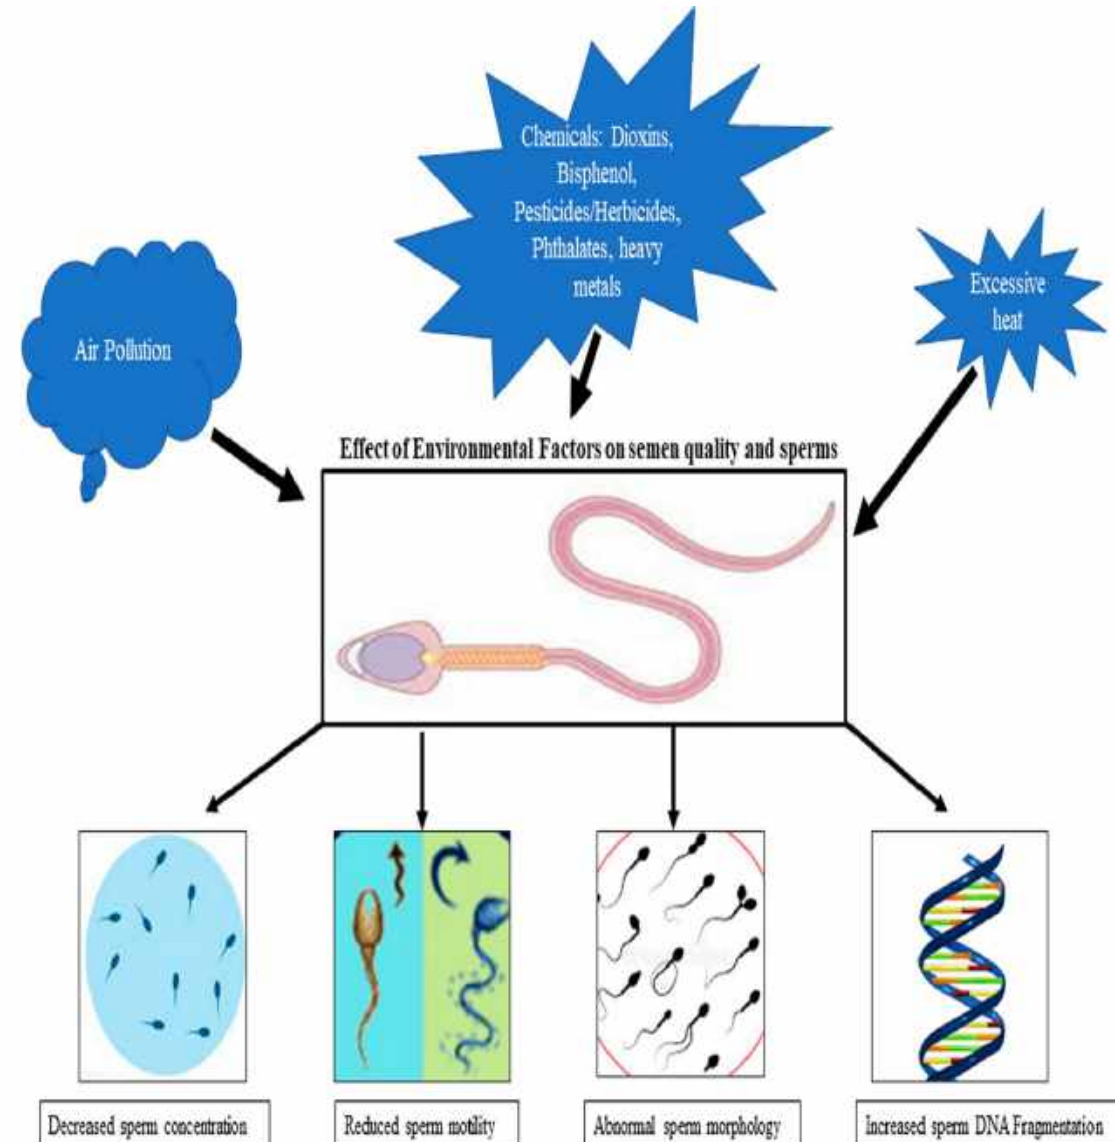 Chemicals: Dioxins,
Bisphenol,
Pesticides/Herbicides,
Phthalates, heavy
metals
Air Pollution
Excessive
heat
Effect of Environmental Factors on semen quality and sperms
Decreased sperm concentration
Reduced sperm motility
Abnormal sperm morphology
Increased sperm DNA Fragmentation